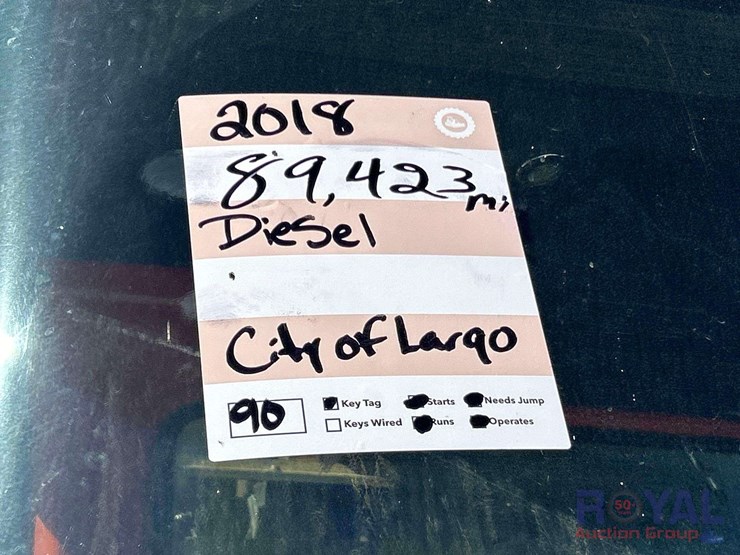 2018
89,423 mi
Diesel
City of Largo
90
Key Tag Starts Needs Jump
Keys Wired Runs Operates
ROYAL
50
Auction Group